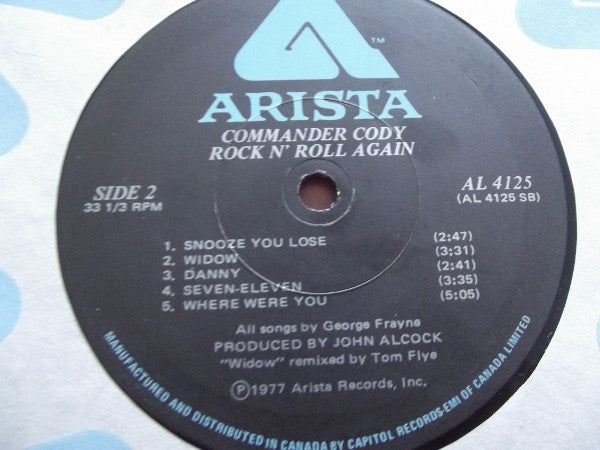 ™
ARISTA
COMMANDER CODY
ROCK N' ROLL AGAIN
SIDE 2
33 1/3 RPM
AL 4125
(AL 4125 SB)
1. SNOOZE YOU LOSE (2:47)
2. WIDOW (3:31)
3. DANNY (2:41)
4. SEVEN-ELEVEN (3:35)
5. WHERE WERE YOU (5:05)
All songs by George Frayne
PRODUCED BY JOHN ALCOCK
"Widow" remixed by Tom Flye
Ⓟ1977 Arista Records, Inc.
MANUFACTURED AND DISTRIBUTED IN CANADA BY CAPITOL RECORDS-EMI OF CANADA LIMITED